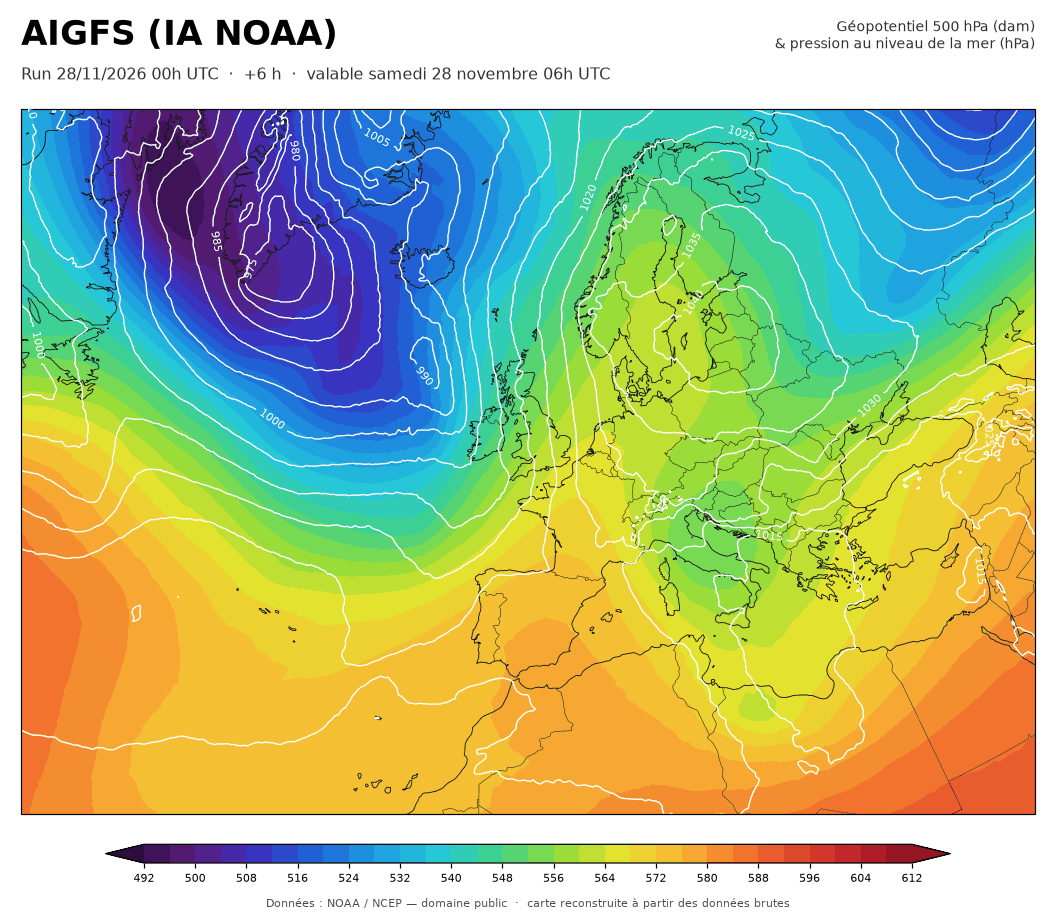 AIGFS (IA NOAA)
Géopotentiel 500 hPa (dam)
& pression au niveau de la mer (hPa)
Run 28/11/2026 00h UTC · +6 h · valable samedi 28 novembre 06h UTC
1005
980
1025
1020
985
1035
975
1000
990
1000
1030
1025
1015
1015
492 500 508 516 524 532 540 548 556 564 572 580 588 596 604 612
Données : NOAA / NCEP — domaine public · carte reconstruite à partir des données brutes